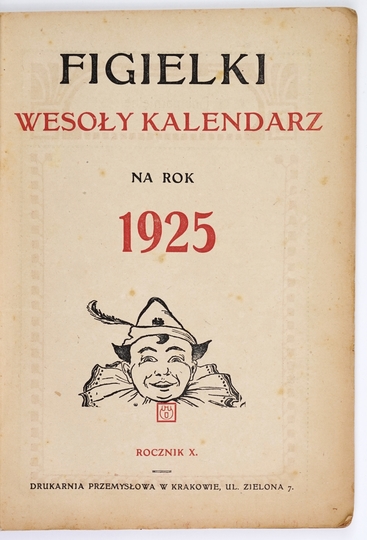 FIGIELKI
WESOŁY KALENDARZ
NA ROK
1925
ROCZNIK X.
DRUKARNIA PRZEMYSŁOWA W KRAKOWIE, UL. ZIELONA 7.